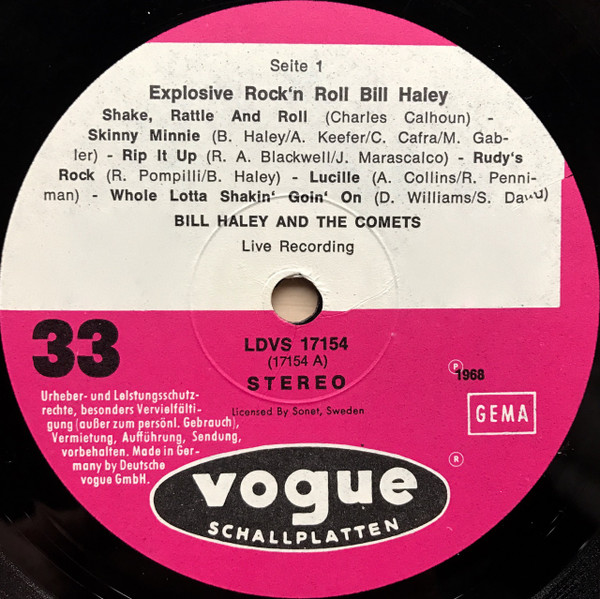 Seite 1
Explosive Rock'n Roll Bill Haley
Shake, Rattle And Roll (Charles Calhoun) -
Skinny Minnie (B. Haley/A. Keefer/C. Cafra/M. Gab-
ler) - Rip It Up (R. A. Blackwell/J. Marascalco) - Rudy's
Rock (R. Pompilli/B. Haley) - Lucille (A. Collins/R. Penni-
man) - Whole Lotta Shakin' Goin' On (D. Williams/S. David)
BILL HALEY AND THE COMETS
Live Recording
33
LDVS 17154
(17154 A)
STEREO
Licensed By Sonet, Sweden
℗ 1968
GEMA
Urheber- und Leistungsschutz-
rechte, besonders Vervielfälti-
gung (außer zum persönl. Gebrauch),
Vermietung, Aufführung, Sendung,
vorbehalten. Made in Ger-
many by Deutsche
vogue GmbH.
®
vogue
SCHALLPLATTEN